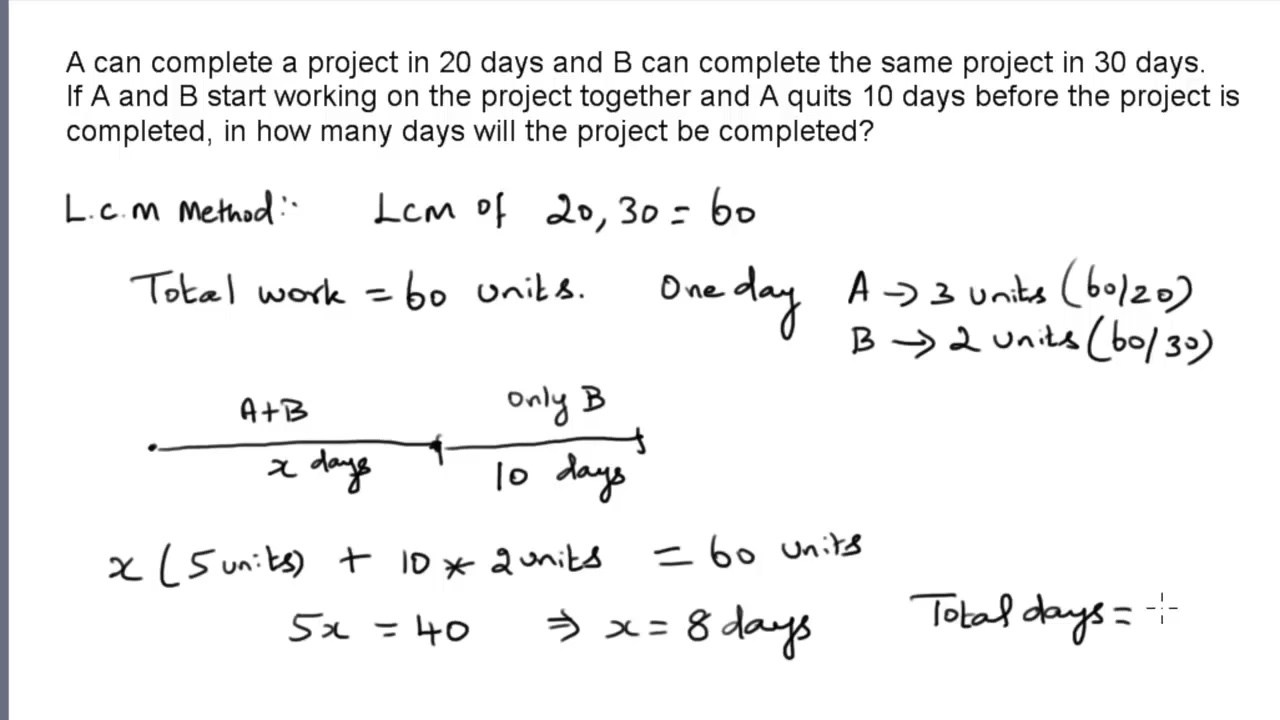 A can complete a project in 20 days and B can complete the same project in 30 days.
If A and B start working on the project together and A quits 10 days before the project is
completed, in how many days will the project be completed?
L.c.m Method:- Lcm of 20, 30 = 60
Total work = 60 units. One day A → 3 units (60/20)
B → 2 units (60/30)
A+B only B
x days 10 days
x (5 units) + 10 * 2 units = 60 units
5x = 40 ⇒ x = 8 days Total days =